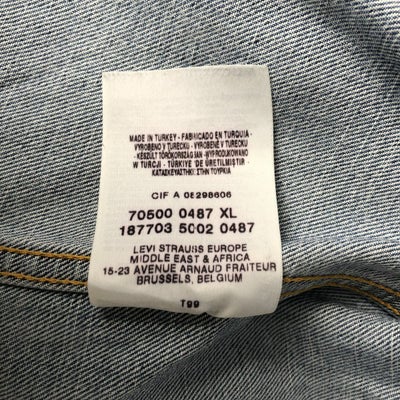 MADE IN TURKEY - FABRICADO EN TURQUIA -
VYROBENO V TURECKU - VYROBENÉ V TURECKU
- KÉSZÜLT TÖRÖKORSZÁGBAN - WYPRODUKOWANO
W TURCJI - TÜRKİYE'DE ÜRETİLMİŞTİR -
ΚΑΤΑΣΚΕΥΑΣΤΗΚΕ ΣΤΗΝ ΤΟΥΡΚΙΑ
CIF A 08298606
70500 0487 XL
187703 5002 0487
LEVI STRAUSS EUROPE
MIDDLE EAST & AFRICA
15-23 AVENUE ARNAUD FRAITEUR
BRUSSELS, BELGIUM
T99